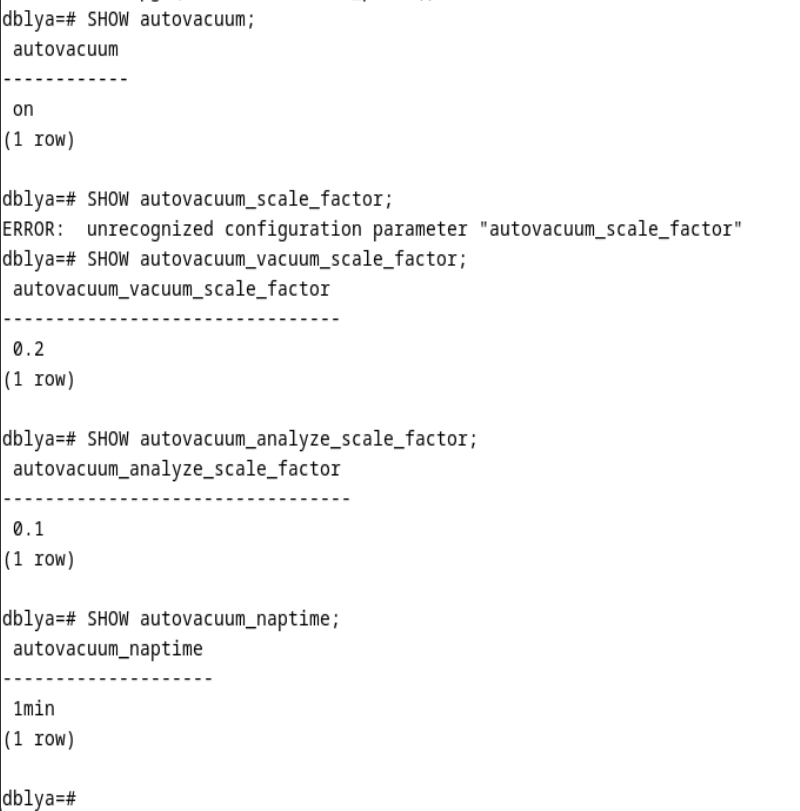 dblya=# SHOW autovacuum;
 autovacuum
------------
 on
(1 row)

dblya=# SHOW autovacuum_scale_factor;
ERROR:  unrecognized configuration parameter "autovacuum_scale_factor"
dblya=# SHOW autovacuum_vacuum_scale_factor;
 autovacuum_vacuum_scale_factor
--------------------------------
 0.2
(1 row)

dblya=# SHOW autovacuum_analyze_scale_factor;
 autovacuum_analyze_scale_factor
---------------------------------
 0.1
(1 row)

dblya=# SHOW autovacuum_naptime;
 autovacuum_naptime
--------------------
 1min
(1 row)

dblya=#